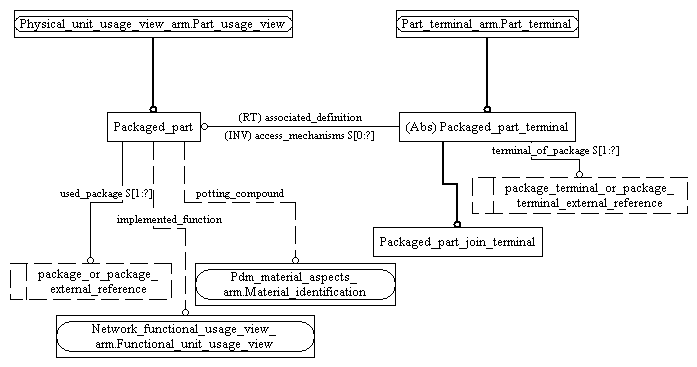 Physical_unit_usage_view_arm.Part_usage_view
Part_terminal_arm.Part_terminal
(RT) associated_definition
Packaged_part
(Abs) Packaged_part_terminal
(INV) access_mechanisms S[0:?]
terminal_of_package S[1:?]
used_package S[1:?]
potting_compound
package_terminal_or_package_
terminal_external_reference
implemented_function
Packaged_part_join_terminal
package_or_package_
external_reference
Pdm_material_aspects_
arm.Material_identification
Network_functional_usage_view_
arm.Functional_unit_usage_view